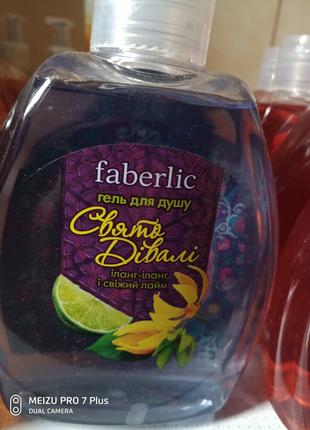 faberlic
гель для душу
Свято
Дівалі
іланг-іланг
і свіжий лайм
MEIZU PRO 7 Plus
DUAL CAMERA